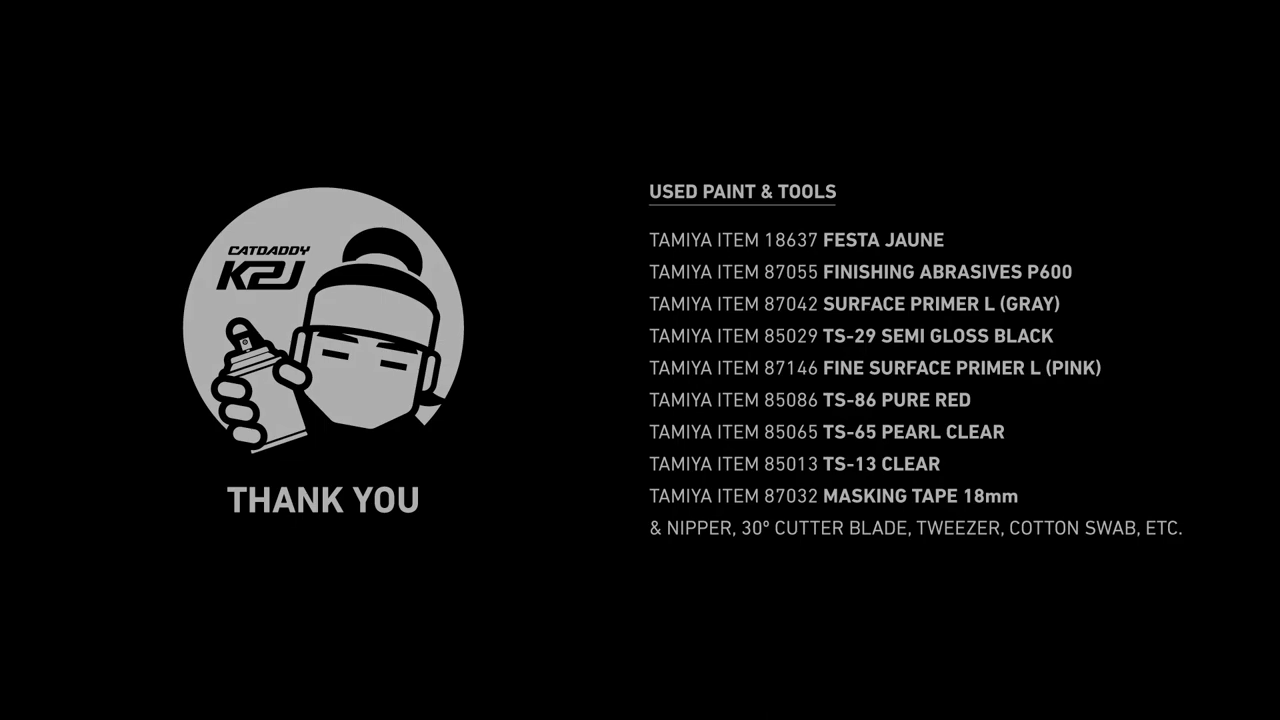 CATDADDY
K2J
THANK YOU
USED PAINT & TOOLS
TAMIYA ITEM 18637 FESTA JAUNE
TAMIYA ITEM 87055 FINISHING ABRASIVES P600
TAMIYA ITEM 87042 SURFACE PRIMER L (GRAY)
TAMIYA ITEM 85029 TS-29 SEMI GLOSS BLACK
TAMIYA ITEM 87146 FINE SURFACE PRIMER L (PINK)
TAMIYA ITEM 85086 TS-86 PURE RED
TAMIYA ITEM 85065 TS-65 PEARL CLEAR
TAMIYA ITEM 85013 TS-13 CLEAR
TAMIYA ITEM 87032 MASKING TAPE 18mm
& NIPPER, 30º CUTTER BLADE, TWEEZER, COTTON SWAB, ETC.